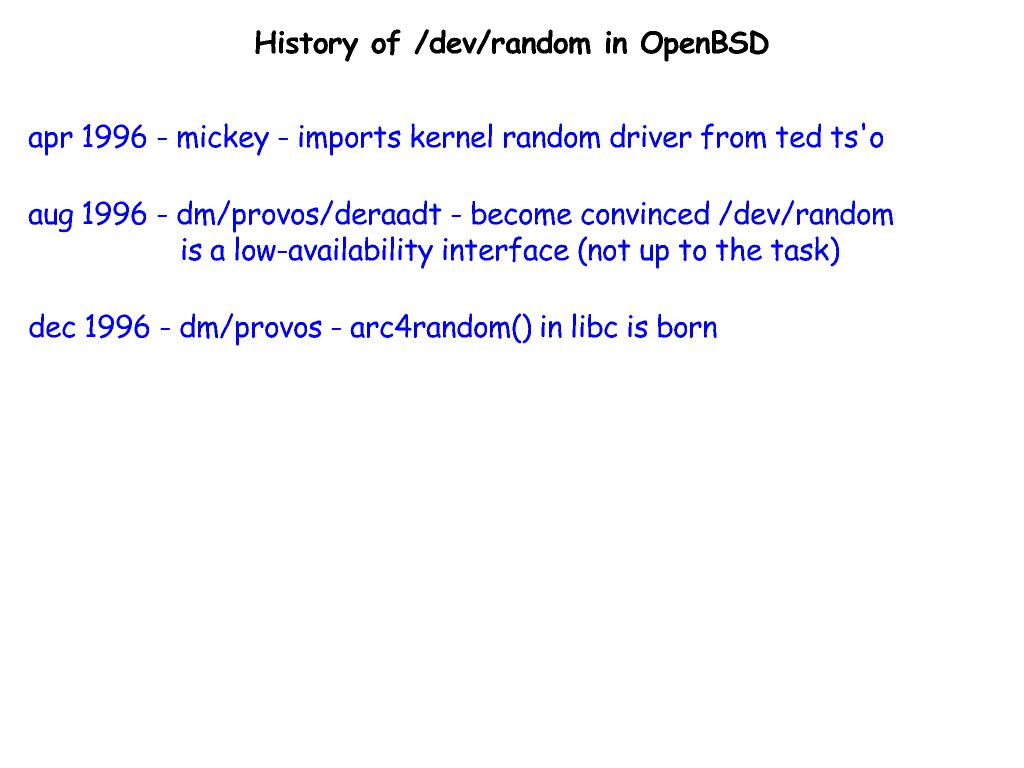 History of /dev/random in OpenBSD
apr 1996 - mickey - imports kernel random driver from ted ts'o
aug 1996 - dm/provos/deraadt - become convinced /dev/random
is a low-availability interface (not up to the task)
dec 1996 - dm/provos - arc4random() in libc is born